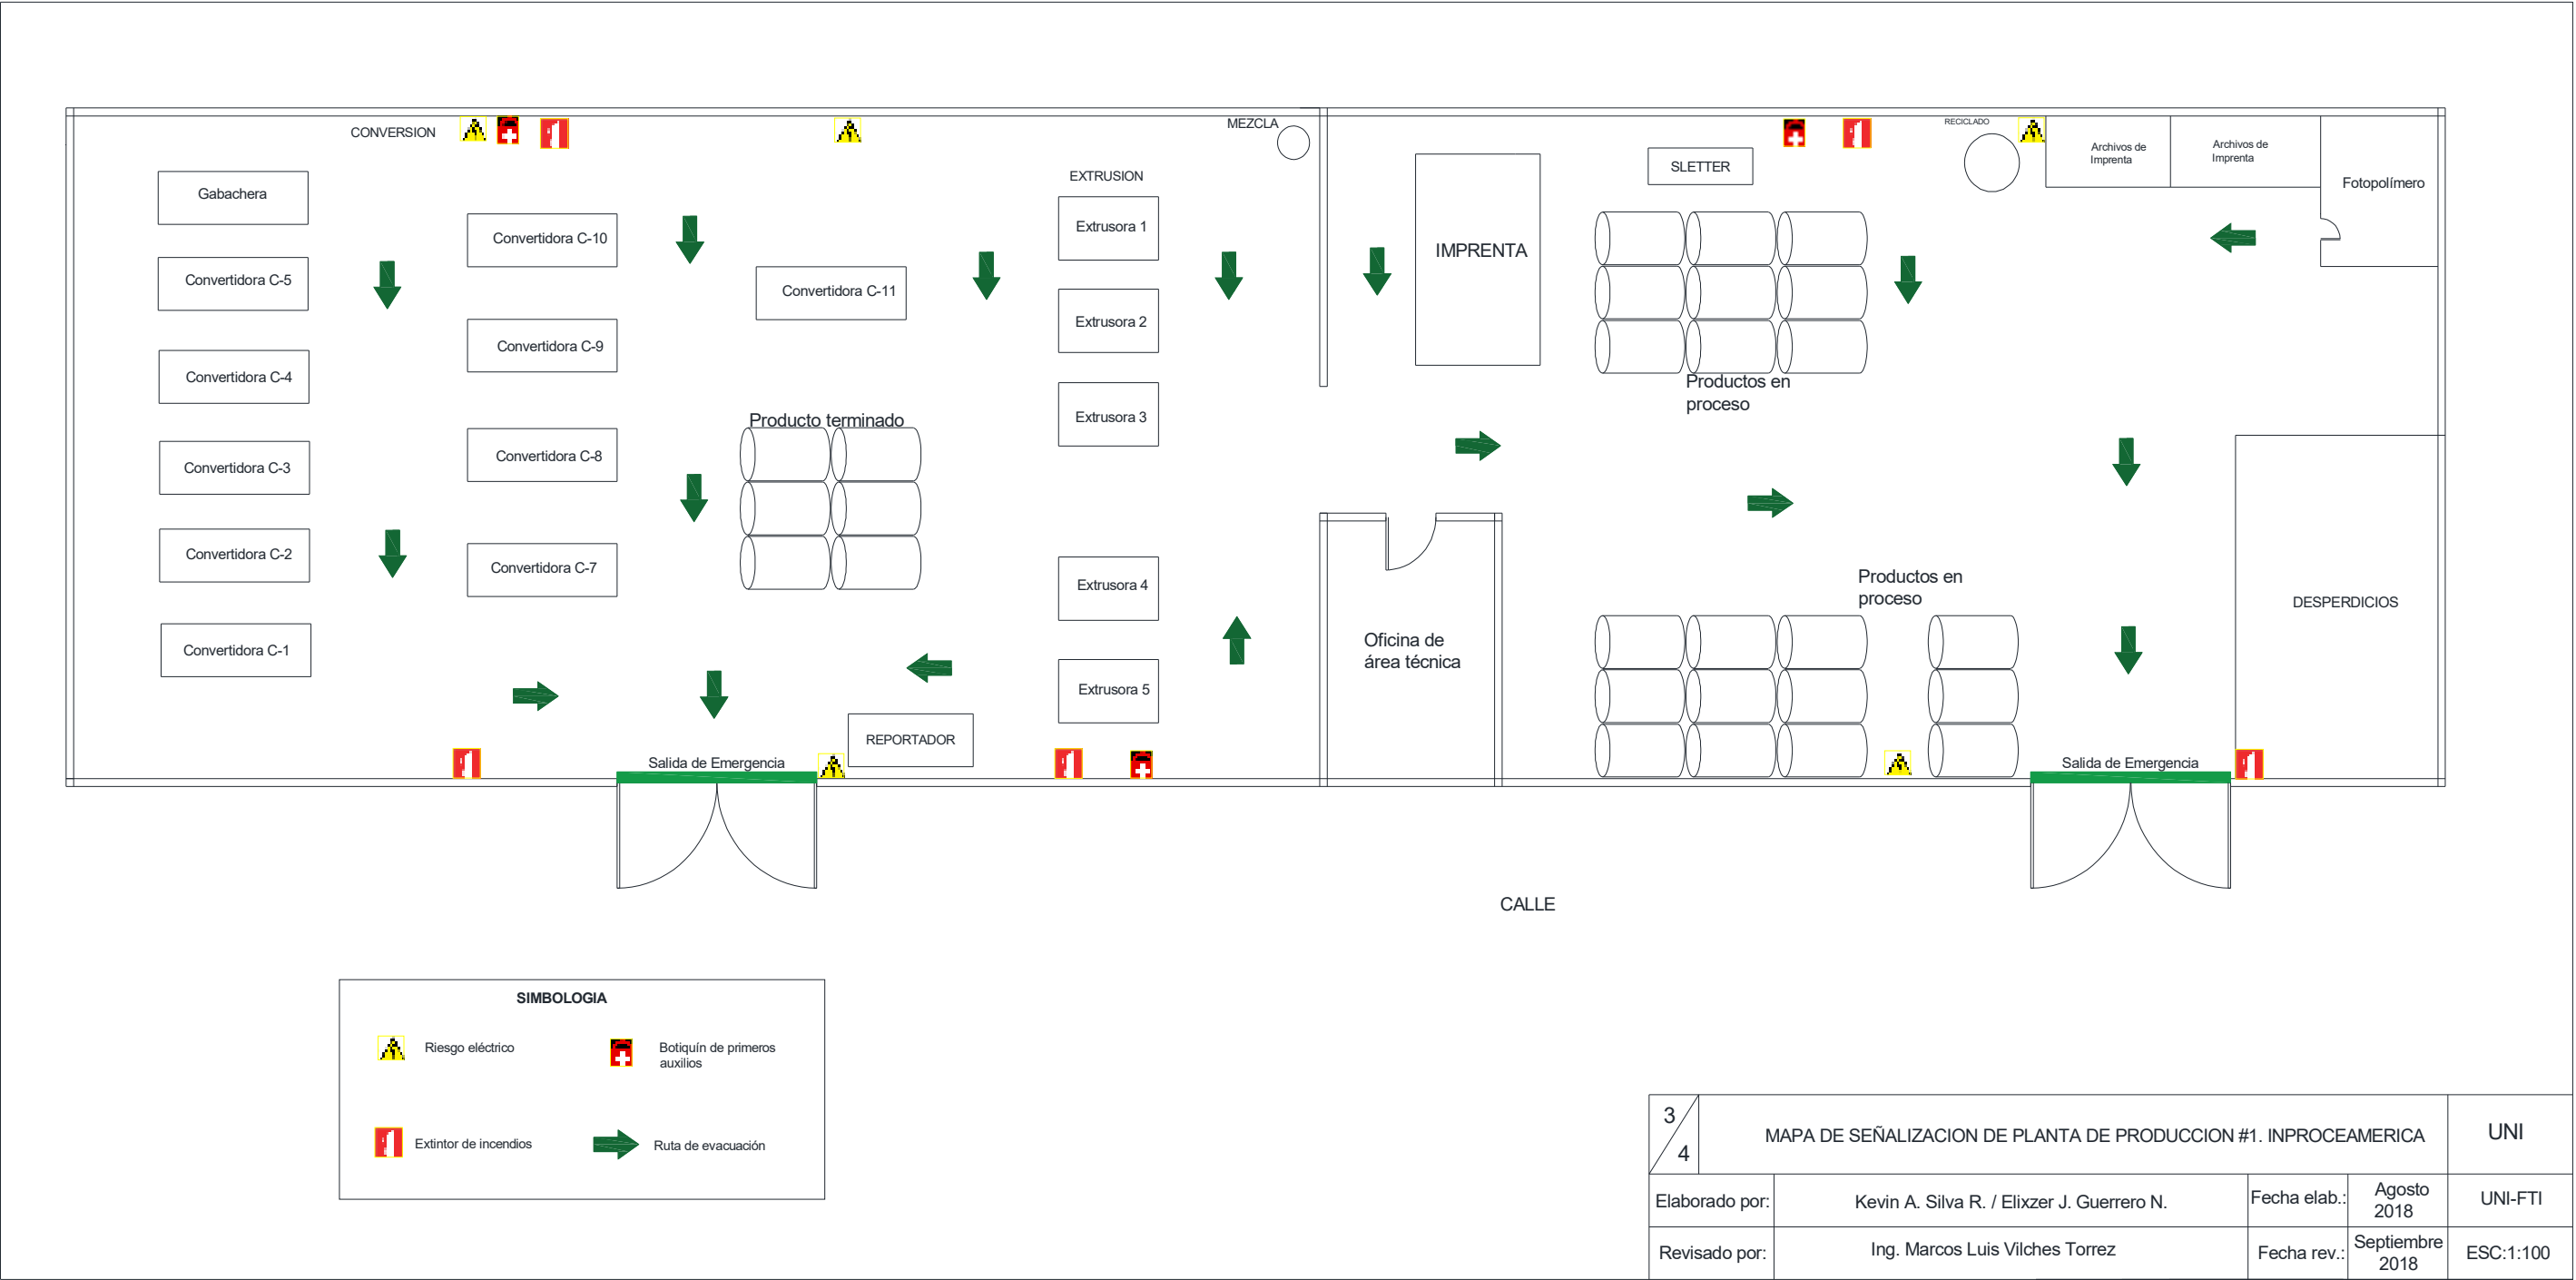 CONVERSION
MEZCLA
RECICLADO
Archivos de
Imprenta
Archivos de
Imprenta
Fotopolímero
SLETTER
EXTRUSION
Gabachera
Convertidora C-10
Extrusora 1
IMPRENTA
Convertidora C-5
Convertidora C-11
Extrusora 2
Convertidora C-9
Convertidora C-4
Productos en
proceso
Producto terminado
Extrusora 3
Convertidora C-8
Convertidora C-3
Convertidora C-2
Convertidora C-7
Extrusora 4
Productos en
proceso
DESPERDICIOS
Oficina de
área técnica
Convertidora C-1
Extrusora 5
REPORTADOR
Salida de Emergencia
Salida de Emergencia
CALLE
SIMBOLOGIA
Riesgo eléctrico
Botiquín de primeros
auxilios
Extintor de incendios
Ruta de evacuación
3
4
MAPA DE SEÑALIZACION DE PLANTA DE PRODUCCION #1. INPROCEAMERICA
UNI
Elaborado por:
Kevin A. Silva R. / Elixzer J. Guerrero N.
Fecha elab.:
Agosto
2018
UNI-FTI
Revisado por:
Ing. Marcos Luis Vilches Torrez
Fecha rev.:
Septiembre
2018
ESC:1:100